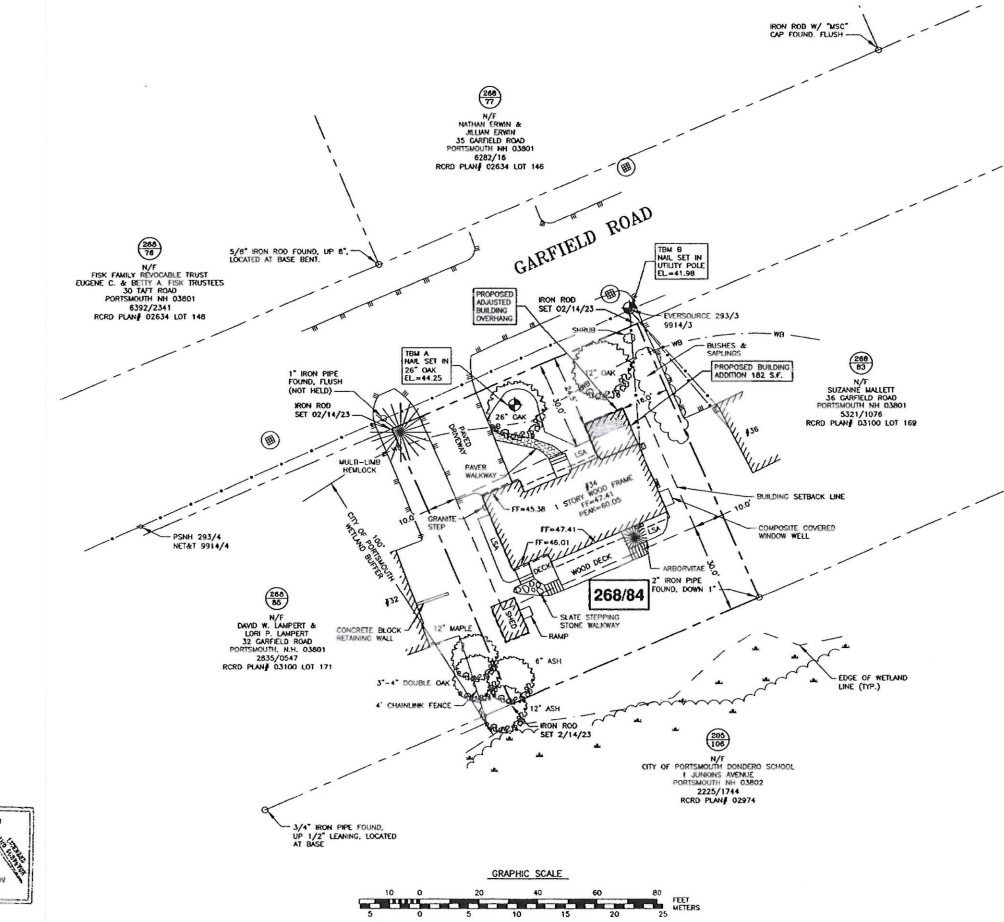 IRON ROD W/ "MSC"
CAP FOUND, FLUSH
268
77
N/F
NATHAN ERWIN &
JILLIAN ERWIN
35 GARFIELD ROAD
PORTSMOUTH NH 03801
6282/16
RCRD PLAN# 02634 LOT 146
268
76
N/F
FISK FAMILY REVOCABLE TRUST
EUGENE C. & BETTY A. FISK TRUSTEES
30 TAFT ROAD
PORTSMOUTH NH 03801
6392/2341
RCRD PLAN# 02634 LOT 148
5/8" IRON ROD FOUND, UP 6",
LOCATED AT BASE BENT.
GARFIELD ROAD
TBM B
NAIL SET IN
UTILITY POLE
EL.=41.98
PROPOSED
ADJUSTED
BUILDING
OVERHANG
IRON ROD
SET 02/14/23
EVERSOURCE 293/3
9914/3
SHRUB
WB
WB
BUSHES &
SAPLINGS
PROPOSED BUILDING
ADDITION 182 S.F.
268
83
N/F
SUZANNE MALLETT
36 GARFIELD ROAD
PORTSMOUTH NH 03801
5321/1076
RCRD PLAN# 03100 LOT 169
TBM A
NAIL SET IN
26" OAK
EL.=44.25
1" IRON PIPE
FOUND, FLUSH
(NOT HELD)
IRON ROD
SET 02/14/23
12" OAK
WB
24.5'
30.0'
26" OAK
#36
PAVED
DRIVEWAY
MULTI-LIMB
HEMLOCK
PAVER
WALKWAY
LSA
#34
1 STORY WOOD FRAME
FF=47.41
PEAK=60.05
FF=45.38
BUILDING SETBACK LINE
10.0'
10.0'
GRANITE
STEP
CITY OF PORTSMOUTH
100'
WETLAND BUFFER
LSA
FF=47.41
FF=46.01
LSA
COMPOSITE COVERED
WINDOW WELL
PSNH 293/4
NET&T 9914/4
DECK
WOOD DECK
ARBORVITAE
30.0'
2" IRON PIPE
FOUND, DOWN 1"
268/84
268
85
N/F
DAVID W. LAMPERT &
LORI P. LAMPERT
32 GARFIELD ROAD
PORTSMOUTH, N.H. 03801
2835/0547
RCRD PLAN# 03100 LOT 171
#32
SHED
SLATE STEPPING
STONE WALKWAY
RAMP
CONCRETE BLOCK
RETAINING WALL
12" MAPLE
6" ASH
3"-4" DOUBLE OAK
4' CHAINLINK FENCE
12" ASH
IRON ROD
SET 2/14/23
EDGE OF WETLAND
LINE (TYP.)
205
106
N/F
CITY OF PORTSMOUTH DONDERO SCHOOL
1 JUNKINS AVENUE
PORTSMOUTH NH 03802
2225/1744
RCRD PLAN# 02974
3/4" IRON PIPE FOUND,
UP 1/2" LEANING, LOCATED
AT BASE
GRAPHIC SCALE
10 0 20 40 60 80
FEET
METERS
5 0 5 10 15 20 25